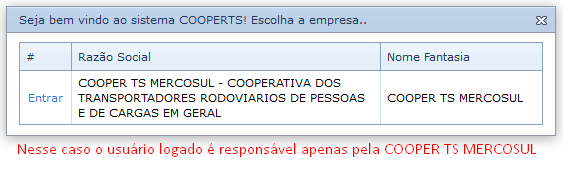 Seja bem vindo ao sistema COOPERTS! Escolha a empresa..
# Razão Social Nome Fantasia
Entrar COOPER TS MERCOSUL - COOPERATIVA DOS TRANSPORTADORES RODOVIARIOS DE PESSOAS E DE CARGAS EM GERAL COOPER TS MERCOSUL
Nesse caso o usuário logado é responsável apenas pela COOPER TS MERCOSUL